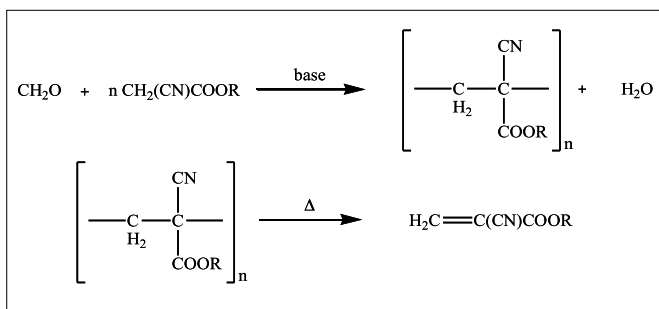 CN
CH₂O + n CH₂(CN)COOR base C C + H₂O
H₂
COOR
n
CN
C C Δ H₂C C(CN)COOR
H₂
COOR
n